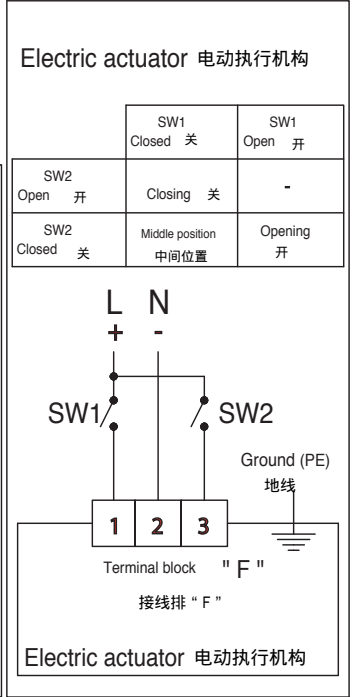 Electric actuator 电动执行机构
SW1 SW1
Closed 关 Open 开
SW2
Open 开 Closing 关 -
SW2 Middle position Opening
Closed 关 中间位置 开
L N
+ -
SW1 SW2
Ground (PE)
地线
1 2 3
Terminal block " F "
接线排 “ F ”
Electric actuator 电动执行机构